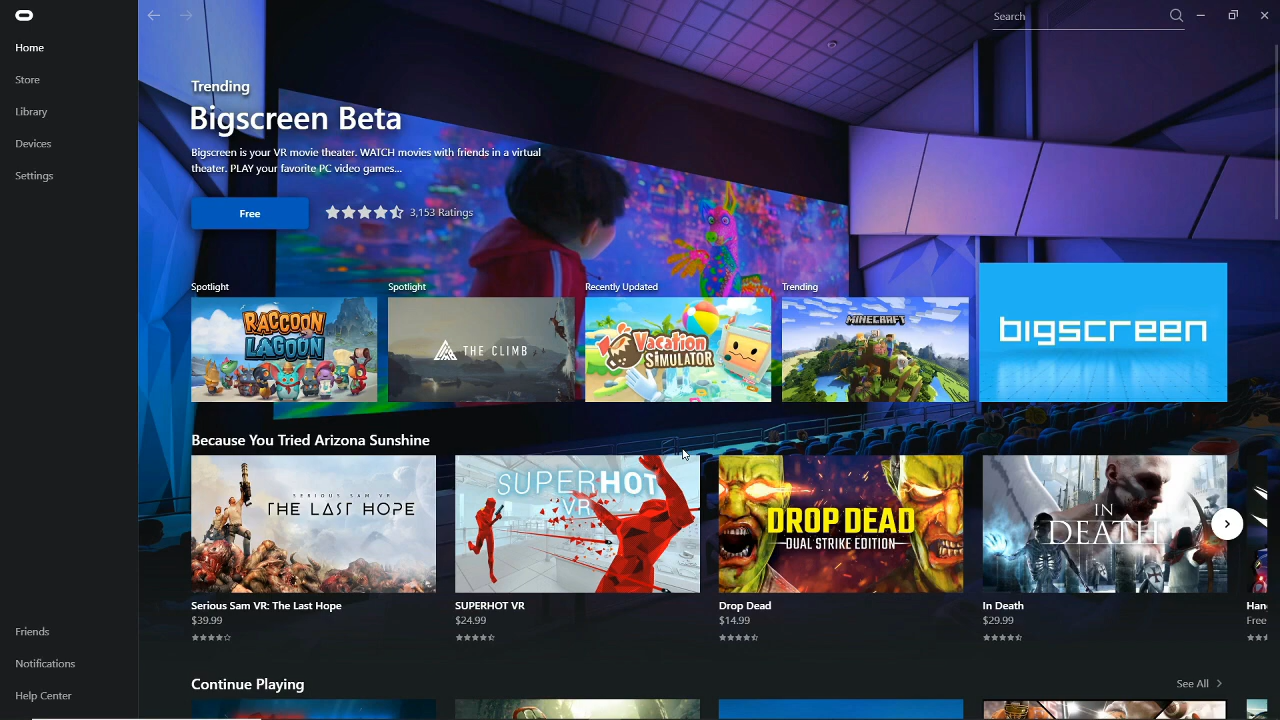 Search
Home
Store
Library
Devices
Settings
Friends
Notifications
Help Center
Trending
Bigscreen Beta
Bigscreen is your VR movie theater. WATCH movies with friends in a virtual
theater. PLAY your favorite PC video games...
Free
3,153 Ratings
Spotlight
Spotlight
Recently Updated
Trending
RACCOON
LAGOON
THE CLIMB
Vacation
SIMULATOR
MINECRAFT
bigscreen
Because You Tried Arizona Sunshine
SERIOUS SAM VR
THE LAST HOPE
SUPERHOT
VR
DROP DEAD
DUAL STRIKE EDITION
IN
DEATH
Serious Sam VR: The Last Hope
SUPERHOT VR
Drop Dead
In Death
Han
$39.99
$24.99
$14.99
$29.99
Free
Continue Playing
See All